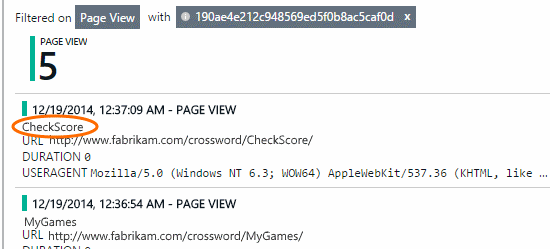 Filtered on Page View with 190ae4e212c948569ed5f0b8ac5caf0d x
PAGE VIEW
5
12/19/2014, 12:37:09 AM - PAGE VIEW
CheckScore
URL http://www.fabrikam.com/crossword/CheckScore/
DURATION 0
USERAGENT Mozilla/5.0 (Windows NT 6.3; WOW64) AppleWebKit/537.36 (KHTML, like ...
12/19/2014, 12:36:54 AM - PAGE VIEW
MyGames
URL http://www.fabrikam.com/crossword/MyGames/
DURATION 0